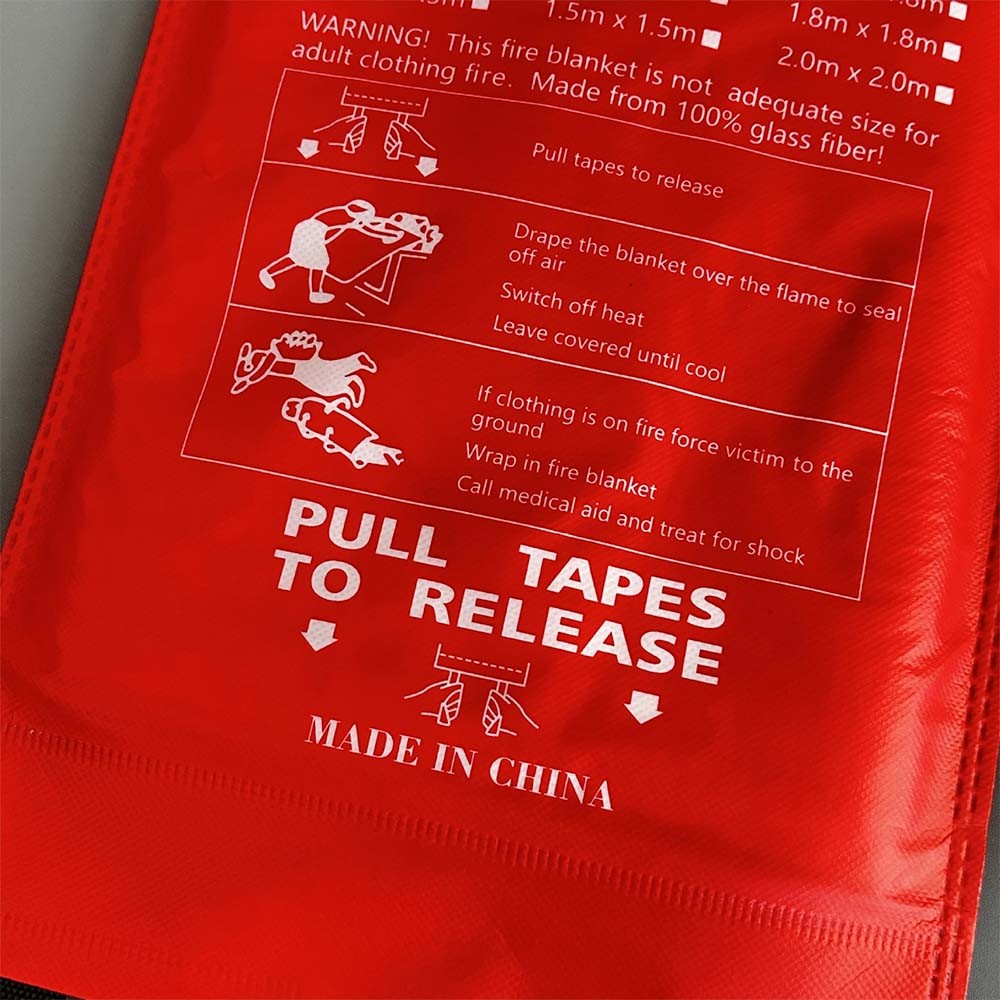 1.5m x 1.5m
1.8m x 1.8m
2.0m x 2.0m
WARNING! This fire blanket is not adequate size for
adult clothing fire. Made from 100% glass fiber!
Pull tapes to release
Drape the blanket over the flame to seal
off air
Switch off heat
Leave covered until cool
If clothing is on fire force victim to the
ground
Wrap in fire blanket
Call medical aid and treat for shock
PULL TAPES
TO RELEASE
MADE IN CHINA